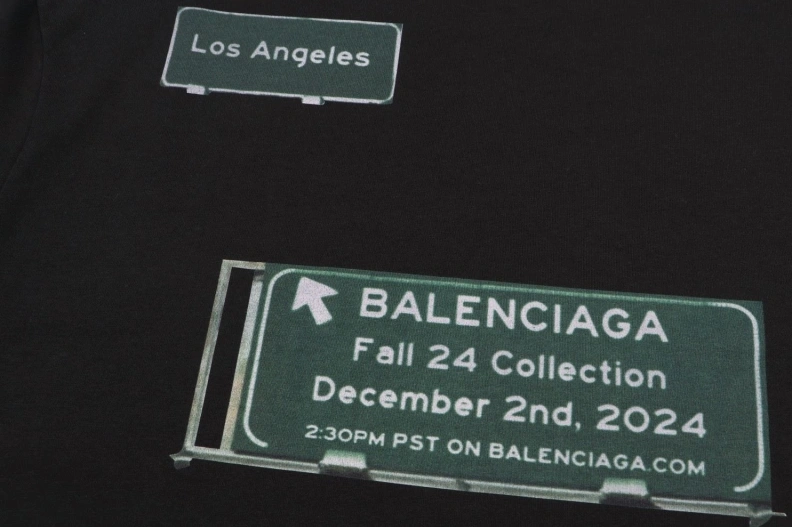 Los Angeles
BALENCIAGA
Fall 24 Collection
December 2nd, 2024
2:30PM PST ON BALENCIAGA.COM